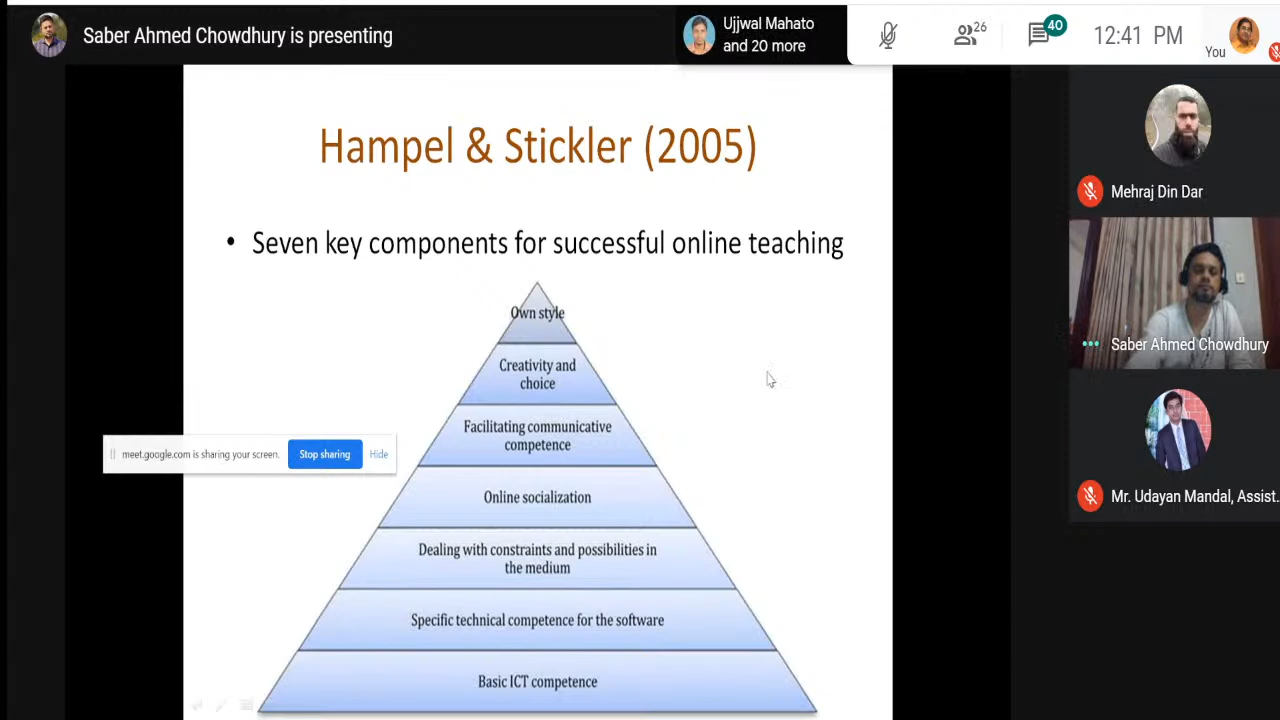 Saber Ahmed Chowdhury is presenting
Ujjwal Mahato
and 20 more
26
40
12:41 PM
You
Hampel & Stickler (2005)
• Seven key components for successful online teaching
Own style
Creativity and
choice
Facilitating communicative
competence
Online socialization
Dealing with constraints and possibilities in
the medium
Specific technical competence for the software
Basic ICT competence
meet.google.com is sharing your screen.
Stop sharing
Hide
Mehraj Din Dar
Saber Ahmed Chowdhury
Mr. Udayan Mandal, Assist...